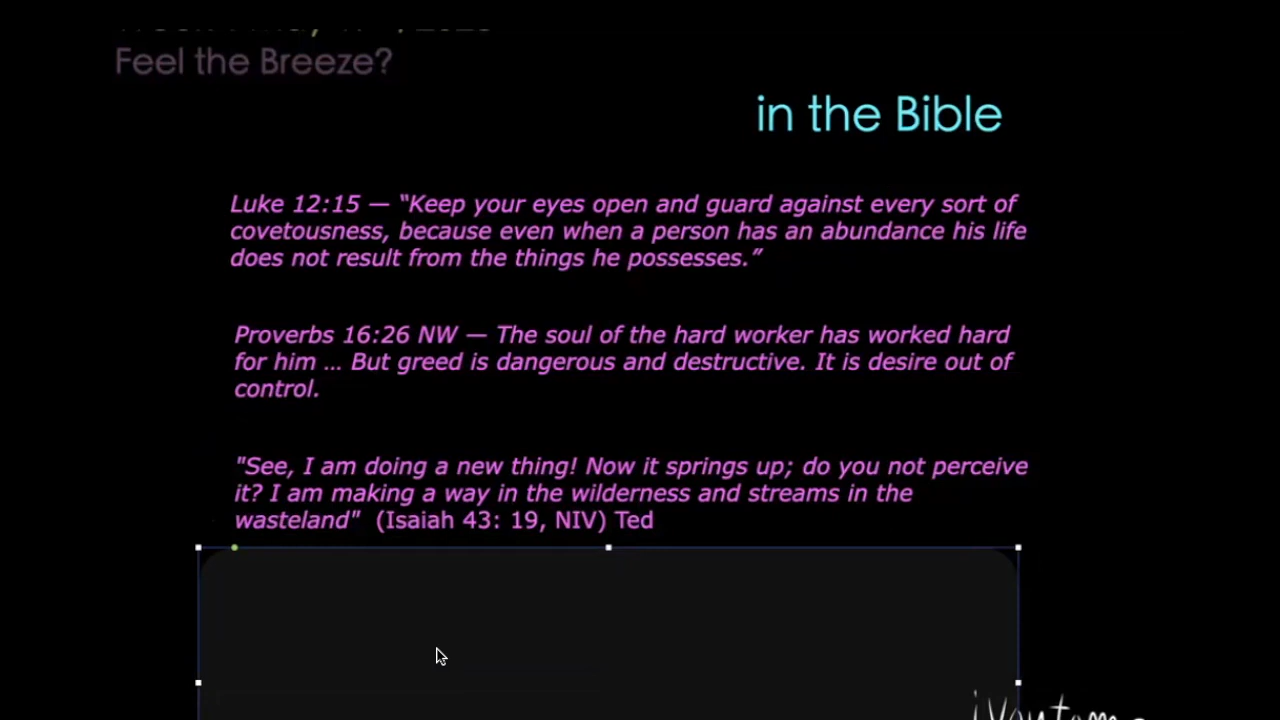 Feel the Breeze?
in the Bible
Luke 12:15 — “Keep your eyes open and guard against every sort of
covetousness, because even when a person has an abundance his life
does not result from the things he possesses.”
Proverbs 16:26 NW — The soul of the hard worker has worked hard
for him … But greed is dangerous and destructive. It is desire out of
control.
"See, I am doing a new thing! Now it springs up; do you not perceive
it? I am making a way in the wilderness and streams in the
wasteland" (Isaiah 43: 19, NIV) Ted